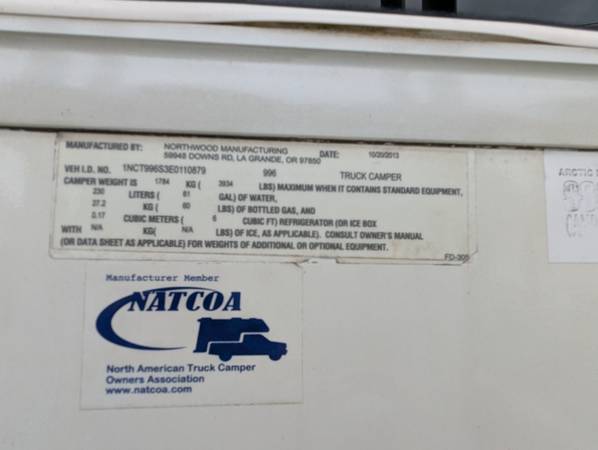 MANUFACTURED BY: NORTHWOOD MANUFACTURING DATE: 10/20/2013
59948 DOWNS RD, LA GRANDE, OR 97850
VEH I.D. NO. 1NCT996S3E0110879 996 TRUCK CAMPER
CAMPER WEIGHT IS 1784 KG ( 3934 LBS) MAXIMUM WHEN IT CONTAINS STANDARD EQUIPMENT,
230 LITERS ( 61 GAL) OF WATER,
27.2 KG ( 60 LBS) OF BOTTLED GAS, AND
0.17 CUBIC METERS ( 6 CUBIC FT) REFRIGERATOR (OR ICE BOX
WITH N/A KG( N/A LBS) OF ICE, AS APPLICABLE). CONSULT OWNER'S MANUAL
(OR DATA SHEET AS APPLICABLE) FOR WEIGHTS OF ADDITIONAL OR OPTIONAL EQUIPMENT.
FD-305
ARCTIC
Manufacturer Member
NATCOA
North American Truck Camper
Owners Association
www.natcoa.com